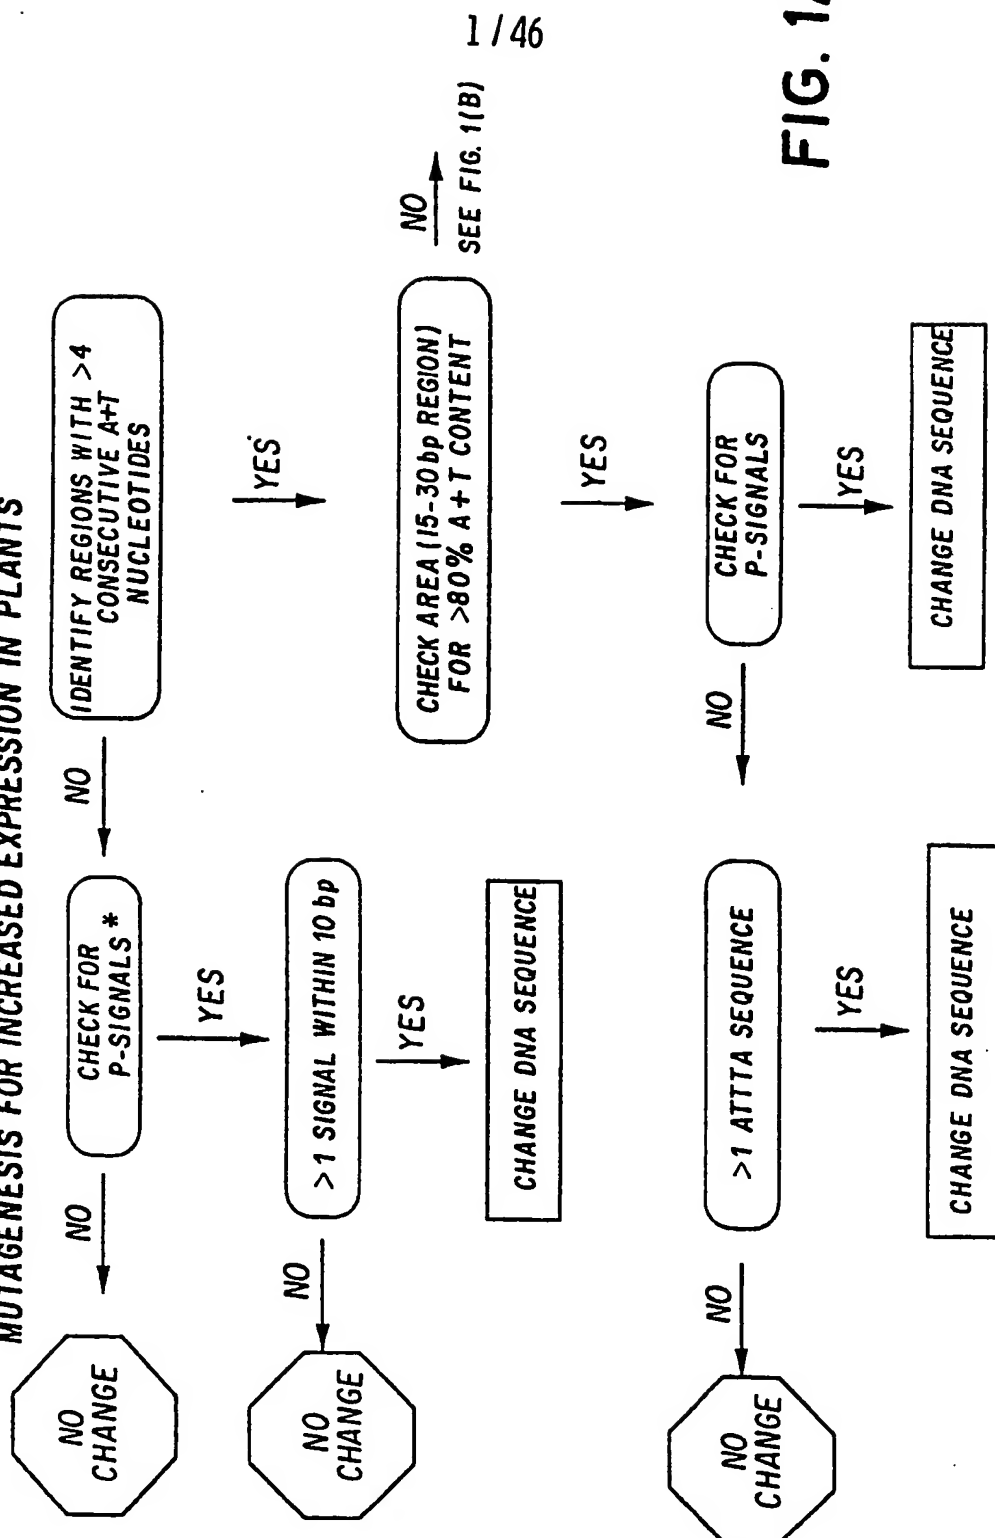 1 / 46
MUTAGENESIS FOR INCREASED EXPRESSION IN PLANTS
IDENTIFY REGIONS WITH >4
CONSECUTIVE A+T
NUCLEOTIDES
NO
CHECK FOR
P-SIGNALS*
NO
NO
CHANGE
YES
>1 SIGNAL WITHIN 10 bp
NO
NO
CHANGE
YES
CHANGE DNA SEQUENCE
YES
CHECK AREA (15-30 bp REGION)
FOR >80% A+T CONTENT
NO
SEE FIG. 1(B)
YES
CHECK FOR
P-SIGNALS
YES
CHANGE DNA SEQUENCE
NO
>1 ATTTA SEQUENCE
NO
NO
CHANGE
YES
CHANGE DNA SEQUENCE
FIG.